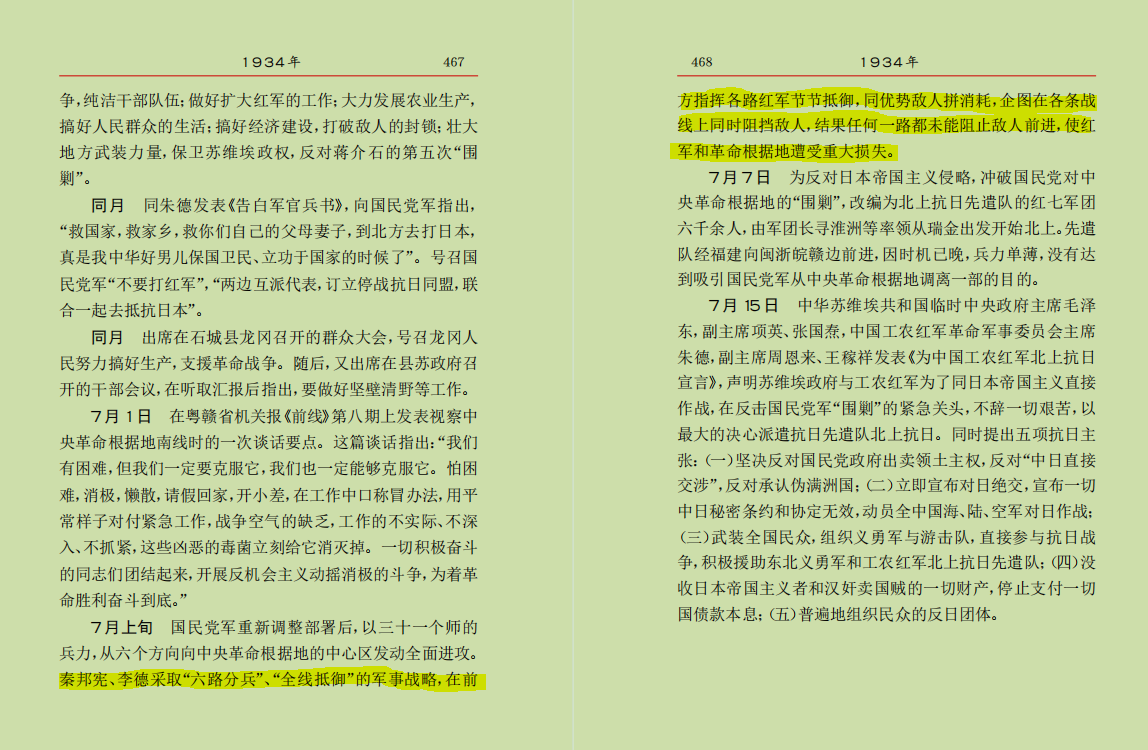 1934年 467
争,纯洁干部队伍;做好扩大红军的工作;大力发展农业生产,
搞好人民群众的生活;搞好经济建设,打破敌人的封锁;壮大
地方武装力量,保卫苏维埃政权,反对蒋介石的第五次“围
剿”。
同月 同朱德发表《告白军官兵书》,向国民党军指出,
“救国家,救家乡,救你们自己的父母妻子,到北方去打日本,
真是我中华好男儿保国卫民、立功于国家的时候了”。号召国
民党军“不要打红军”,“两边互派代表,订立停战抗日同盟,联
合一起去抵抗日本”。
同月 出席在石城县龙冈召开的群众大会,号召龙冈人
民努力搞好生产,支援革命战争。随后,又出席在县苏政府召
开的干部会议,在听取汇报后指出,要做好坚壁清野等工作。
7月1日 在粤赣省机关报《前线》第八期上发表视察中
央革命根据地南线时的一次谈话要点。这篇谈话指出:“我们
有困难,但我们一定要克服它,我们也一定能够克服它。怕困
难,消极,懒散,请假回家,开小差,在工作中口称冒办法,用平
常样子对付紧急工作,战争空气的缺乏,工作的不实际、不深
入、不抓紧,这些凶恶的毒菌立刻给它消灭掉。一切积极奋斗
的同志们团结起来,开展反机会主义动摇消极的斗争,为着革
命胜利奋斗到底。”
7月上旬 国民党军重新调整部署后,以三十一个师的
兵力,从六个方向向中央革命根据地的中心区发动全面进攻。
秦邦宪、李德采取“六路分兵”、“全线抵御”的军事战略,在前
468 1934年
方指挥各路红军节节抵御,同优势敌人拼消耗,企图在各条战
线上同时阻挡敌人,结果任何一路都未能阻止敌人前进,使红
军和革命根据地遭受重大损失。
7月7日 为反对日本帝国主义侵略,冲破国民党对中
央革命根据地的“围剿”,改编为北上抗日先遣队的红七军团
六千余人,由军团长寻淮洲等率领从瑞金出发开始北上。先遣
队经福建向闽浙皖赣边前进,因时机已晚,兵力单薄,没有达
到吸引国民党军从中央革命根据地调离一部的目的。
7月15日 中华苏维埃共和国临时中央政府主席毛泽
东,副主席项英、张国焘,中国工农红军革命军事委员会主席
朱德,副主席周恩来、王稼祥发表《为中国工农红军北上抗日
宣言》,声明苏维埃政府与工农红军为了同日本帝国主义直接
作战,在反击国民党军“围剿”的紧急关头,不辞一切艰苦,以
最大的决心派遣抗日先遣队北上抗日。同时提出五项抗日主
张:(一)坚决反对国民党政府出卖领土主权,反对“中日直接
交涉”,反对承认伪满洲国;(二)立即宣布对日绝交,宣布一切
中日秘密条约和协定无效,动员全中国海、陆、空军对日作战;
(三)武装全国民众,组织义勇军与游击队,直接参与抗日战
争,积极援助东北义勇军和工农红军北上抗日先遣队;(四)没
收日本帝国主义者和汉奸卖国贼的一切财产,停止支付一切
国债款本息;(五)普遍地组织民众的反日团体。